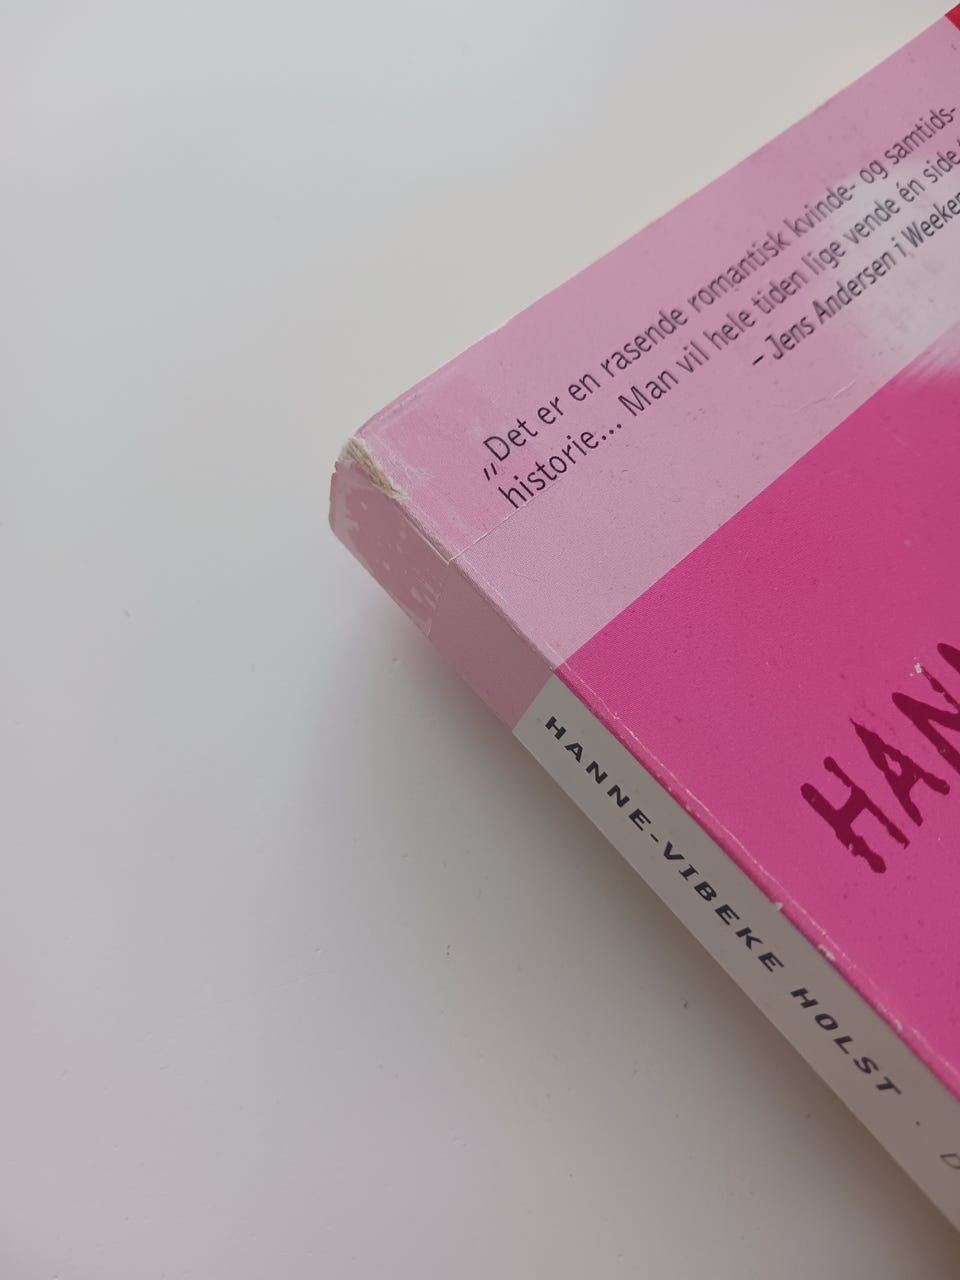 „Det er en rasende romantisk kvinde- og samtids-
historie... Man vil hele tiden lige vende én side
– Jens Andersen i
HANNE-VIBEKE HOLST ·